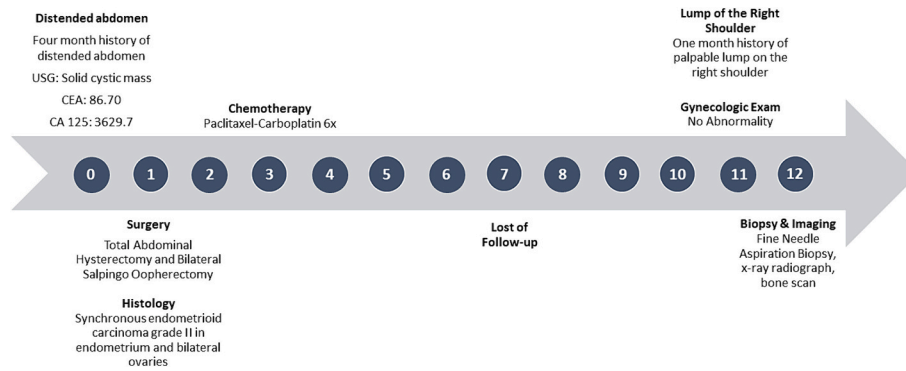 Distended abdomen
Four month history of
distended abdomen
USG: Solid cystic mass
CEA: 86.70
CA 125: 3629.7
Chemotherapy
Paclitaxel-Carboplatin 6x
Lump of the Right
Shoulder
One month history of
palpable lump on the
right shoulder
Gynecologic Exam
No Abnormality
0 1 2 3 4 5 6 7 8 9 10 11 12
Surgery
Total Abdominal
Hysterectomy and Bilateral
Salpingo Oopherectomy
Histology
Synchronous endometrioid
carcinoma grade II in
endometrium and bilateral
ovaries
Lost of
Follow-up
Biopsy & Imaging
Fine Needle
Aspiration Biopsy,
x-ray radiograph,
bone scan